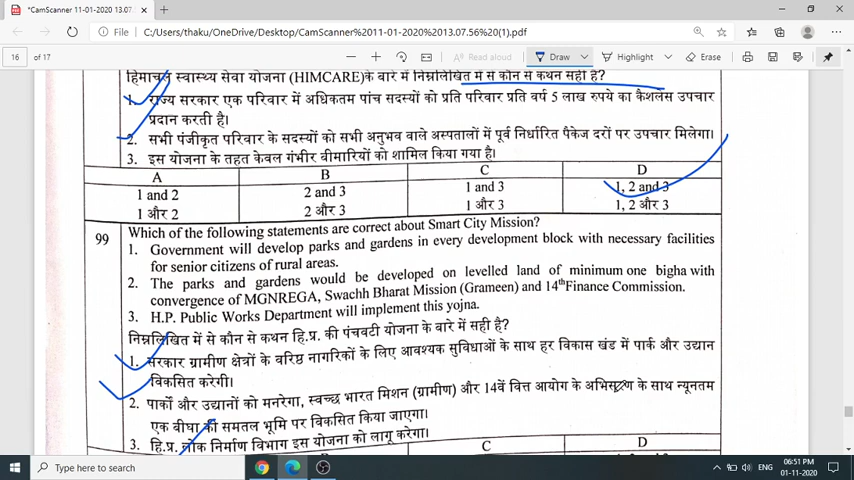 *CamScanner 11-01-2020 13.07.5
File | C:/Users/thaku/OneDrive/Desktop/CamScanner%2011-01-2020%2013.07.56%20(1).pdf
16 of 17
Read aloud
Draw
Highlight
Erase
हिमाचल स्वास्थ्य सेवा योजना (HIMCARE)के बारे में निम्नलिखित में से कौन से कथन सही है?
1. राज्य सरकार एक परिवार में अधिकतम पांच सदस्यों को प्रति परिवार प्रति वर्ष 5 लाख रुपये का कैशलेस उपचार
प्रदान करती है।
2. सभी पंजीकृत परिवार के सदस्यों को सभी अनुभव वाले अस्पतालों में पूर्व निर्धारित पैकेज दरों पर उपचार मिलेगा।
3. इस योजना के तहत केवल गंभीर बीमारियों को शामिल किया गया है।
A B C D
1 and 2 2 and 3 1 and 3 1, 2 and 3
1 और 2 2 और 3 1 और 3 1, 2 और 3
99 Which of the following statements are correct about Smart City Mission?
1. Government will develop parks and gardens in every development block with necessary facilities
for senior citizens of rural areas.
2. The parks and gardens would be developed on levelled land of minimum one bigha with
convergence of MGNREGA, Swachh Bharat Mission (Grameen) and 14thFinance Commission.
3. H.P. Public Works Department will implement this yojna.
निम्नलिखित में से कौन से कथन हि.प्र. की पंचवटी योजना के बारे में सही है?
1. सरकार ग्रामीण क्षेत्रों के वरिष्ठ नागरिकों के लिए आवश्यक सुविधाओं के साथ हर विकास खंड में पार्क और उद्यान
विकसित करेगी।
2. पार्कों और उद्यानों को मनरेगा, स्वच्छ भारत मिशन (ग्रामीण) और 14वें वित्त आयोग के अभिसरण के साथ न्यूनतम
एक बीघा की समतल भूमि पर विकसित किया जाएगा।
3. हि.प्र. लोक निर्माण विभाग इस योजना को लागू करेगा।
C D
Type here to search
ENG
06:51 PM
01-11-2020